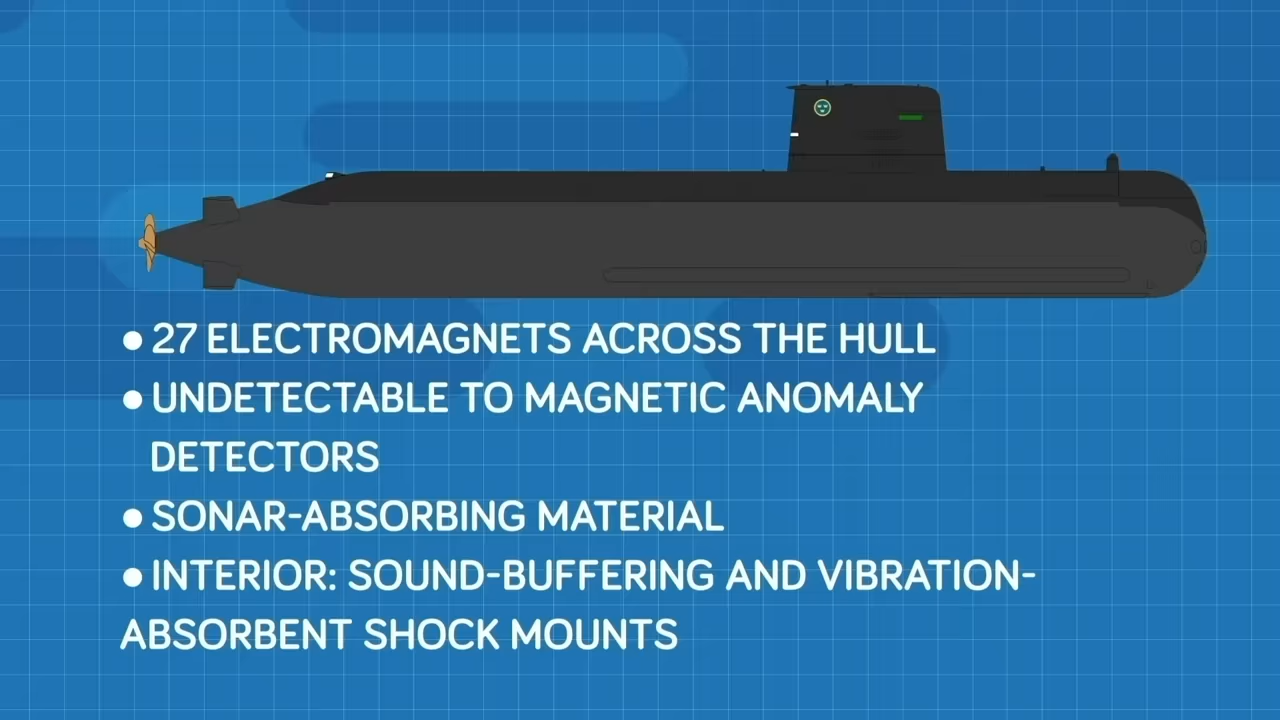 ● 27 ELECTROMAGNETS ACROSS THE HULL
● UNDETECTABLE TO MAGNETIC ANOMALY
DETECTORS
● SONAR-ABSORBING MATERIAL
● INTERIOR: SOUND-BUFFERING AND VIBRATION-
ABSORBENT SHOCK MOUNTS